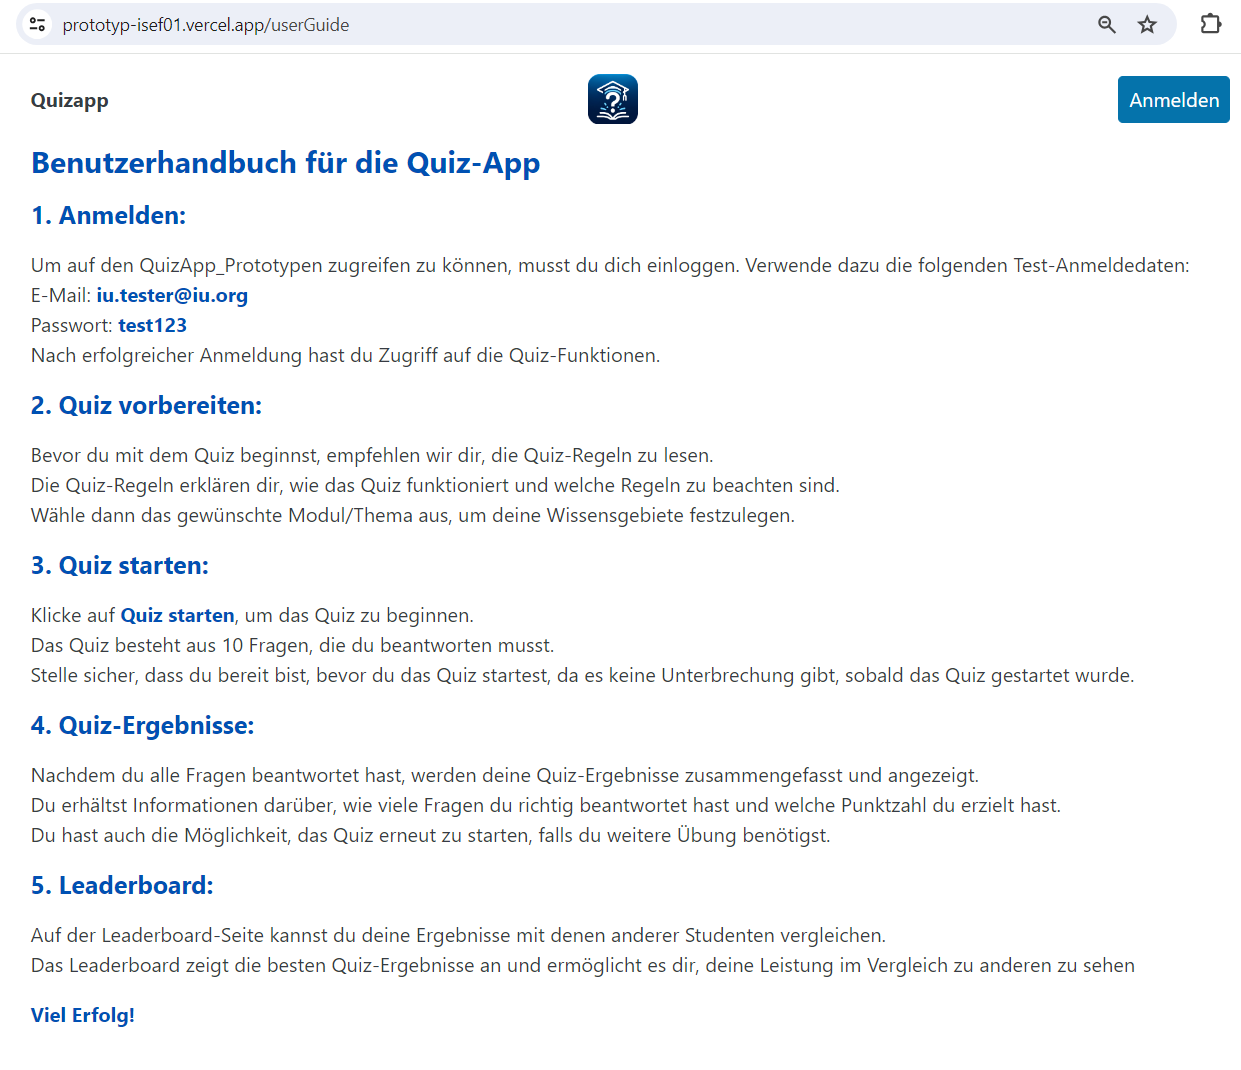 prototyp-isef01.vercel.app/userGuide
Quizapp
Anmelden
Benutzerhandbuch für die Quiz-App
1. Anmelden:
Um auf den QuizApp_Prototypen zugreifen zu können, musst du dich einloggen. Verwende dazu die folgenden Test-Anmeldedaten:
E-Mail: iu.tester@iu.org
Passwort: test123
Nach erfolgreicher Anmeldung hast du Zugriff auf die Quiz-Funktionen.
2. Quiz vorbereiten:
Bevor du mit dem Quiz beginnst, empfehlen wir dir, die Quiz-Regeln zu lesen.
Die Quiz-Regeln erklären dir, wie das Quiz funktioniert und welche Regeln zu beachten sind.
Wähle dann das gewünschte Modul/Thema aus, um deine Wissensgebiete festzulegen.
3. Quiz starten:
Klicke auf Quiz starten, um das Quiz zu beginnen.
Das Quiz besteht aus 10 Fragen, die du beantworten musst.
Stelle sicher, dass du bereit bist, bevor du das Quiz startest, da es keine Unterbrechung gibt, sobald das Quiz gestartet wurde.
4. Quiz-Ergebnisse:
Nachdem du alle Fragen beantwortet hast, werden deine Quiz-Ergebnisse zusammengefasst und angezeigt.
Du erhältst Informationen darüber, wie viele Fragen du richtig beantwortet hast und welche Punktzahl du erzielt hast.
Du hast auch die Möglichkeit, das Quiz erneut zu starten, falls du weitere Übung benötigst.
5. Leaderboard:
Auf der Leaderboard-Seite kannst du deine Ergebnisse mit denen anderer Studenten vergleichen.
Das Leaderboard zeigt die besten Quiz-Ergebnisse an und ermöglicht es dir, deine Leistung im Vergleich zu anderen zu sehen
Viel Erfolg!